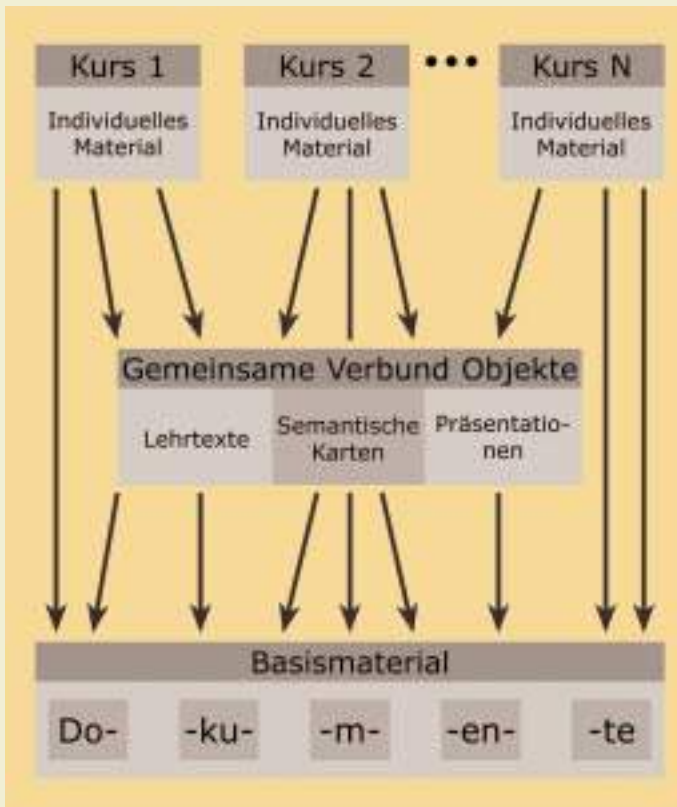 Kurs 1
Kurs 2
•••
Kurs N
Individuelles
Material
Individuelles
Material
Individuelles
Material
Gemeinsame Verbund Objekte
Lehrtexte
Semantische
Karten
Präsentatio-
nen
Basismaterial
Do-
-ku-
-m-
-en-
-te